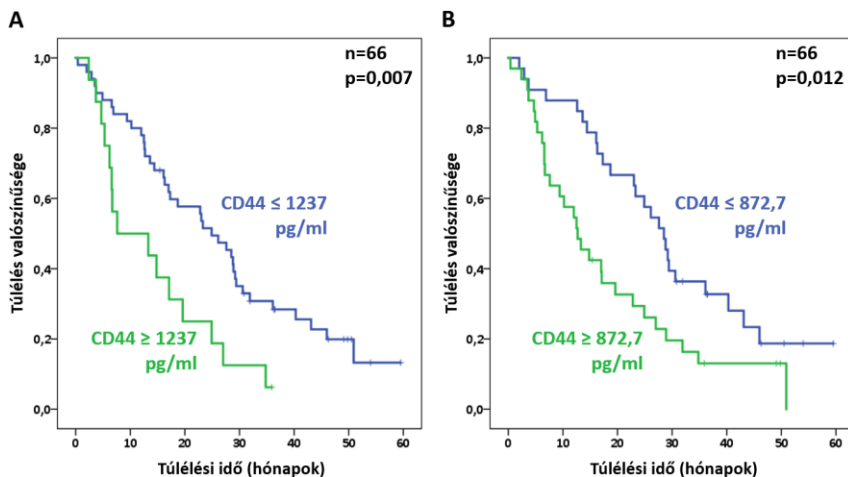 A
n=66
p=0,007
Túlélés valószínűsége
1,0
0,8
0,6
0,4
0,2
0,0
CD44 ≤ 1237
pg/ml
CD44 ≥ 1237
pg/ml
0 10 20 30 40 50 60
Túlélési idő (hónapok)
B
n=66
p=0,012
Túlélés valószínűsége
1,0
0,8
0,6
0,4
0,2
0,0
CD44 ≤ 872,7
pg/ml
CD44 ≥ 872,7
pg/ml
0 10 20 30 40 50 60
Túlélési idő (hónapok)